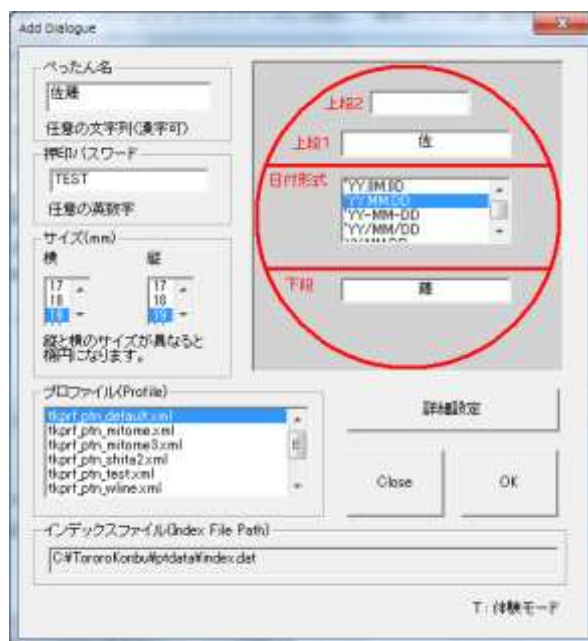 Add Dialogue
ぺったん名
佐藤
任意の文字列(漢字可)
押印パスワード
TEST
任意の英数字
サイズ(mm)
横
縦
17
18
19
17
18
19
縦と横のサイズが異なると
楕円になります。
上段2
上段1
佐
日付形式
'YY.MM.DD
'YY-MM-DD
'YY/MM/DD
下段
藤
プロファイル(Profile)
tkprf_ptn_default.xml
tkprf_ptn_mitome.xml
tkprf_ptn_mitome3.xml
tkprf_ptn_shita2.xml
tkprf_ptn_test.xml
tkprf_ptn_wline.xml
詳細設定
Close
OK
インデックスファイル(Index File Path)
C:¥TororoKonbu¥ptdata¥index.dat
T : 体験モード